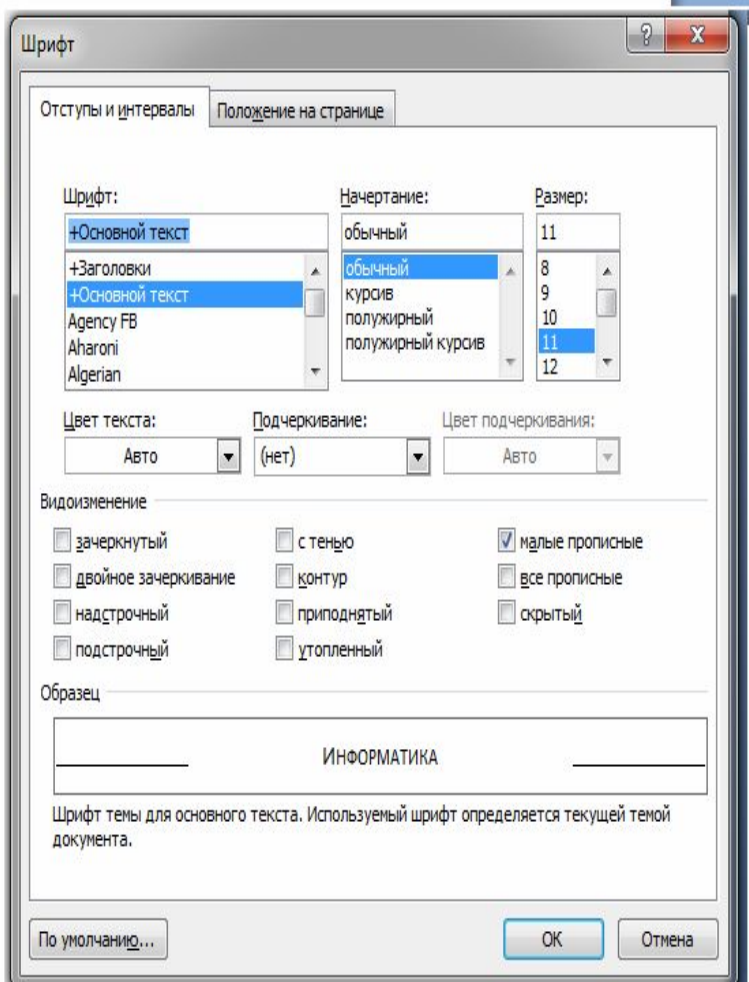 Шрифт
Отступы и интервалы Положение на странице
Шрифт: Начертание: Размер:
+Основной текст обычный 11
+Заголовки обычный 8
+Основной текст курсив 9
Agency FB полужирный 10
Aharoni полужирный курсив 11
Algerian 12
Цвет текста: Подчеркивание: Цвет подчеркивания:
Авто (нет) Авто
Видоизменение
зачеркнутый с тенью малые прописные
двойное зачеркивание контур все прописные
надстрочный приподнятый скрытый
подстрочный утопленный
Образец
Информатика
Шрифт темы для основного текста. Используемый шрифт определяется текущей темой
документа.
По умолчанию... ОК Отмена